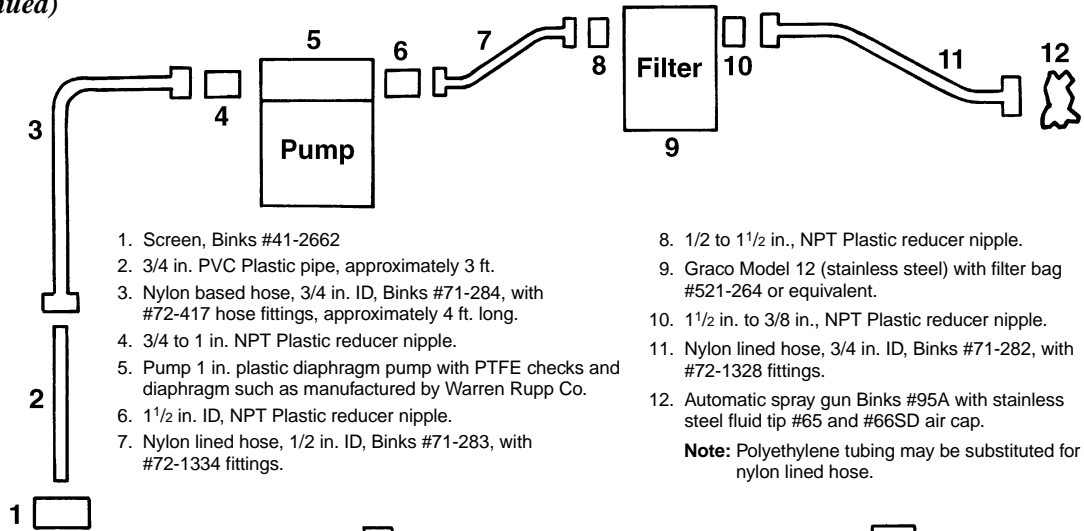 nued)
5
6
7
8
Filter
10
11
12
3
4
Pump
9
2
1
1. Screen, Binks #41-2662
2. 3/4 in. PVC Plastic pipe, approximately 3 ft.
3. Nylon based hose, 3/4 in. ID, Binks #71-284, with
#72-417 hose fittings, approximately 4 ft. long.
4. 3/4 to 1 in. NPT Plastic reducer nipple.
5. Pump 1 in. plastic diaphragm pump with PTFE checks and
diaphragm such as manufactured by Warren Rupp Co.
6. 1 1/2 in. ID, NPT Plastic reducer nipple.
7. Nylon lined hose, 1/2 in. ID, Binks #71-283, with
#72-1334 fittings.
8. 1/2 to 1 1/2 in., NPT Plastic reducer nipple.
9. Graco Model 12 (stainless steel) with filter bag
#521-264 or equivalent.
10. 1 1/2 in. to 3/8 in., NPT Plastic reducer nipple.
11. Nylon lined hose, 3/4 in. ID, Binks #71-282, with
#72-1328 fittings.
12. Automatic spray gun Binks #95A with stainless
steel fluid tip #65 and #66SD air cap.
Note: Polyethylene tubing may be substituted for
nylon lined hose.